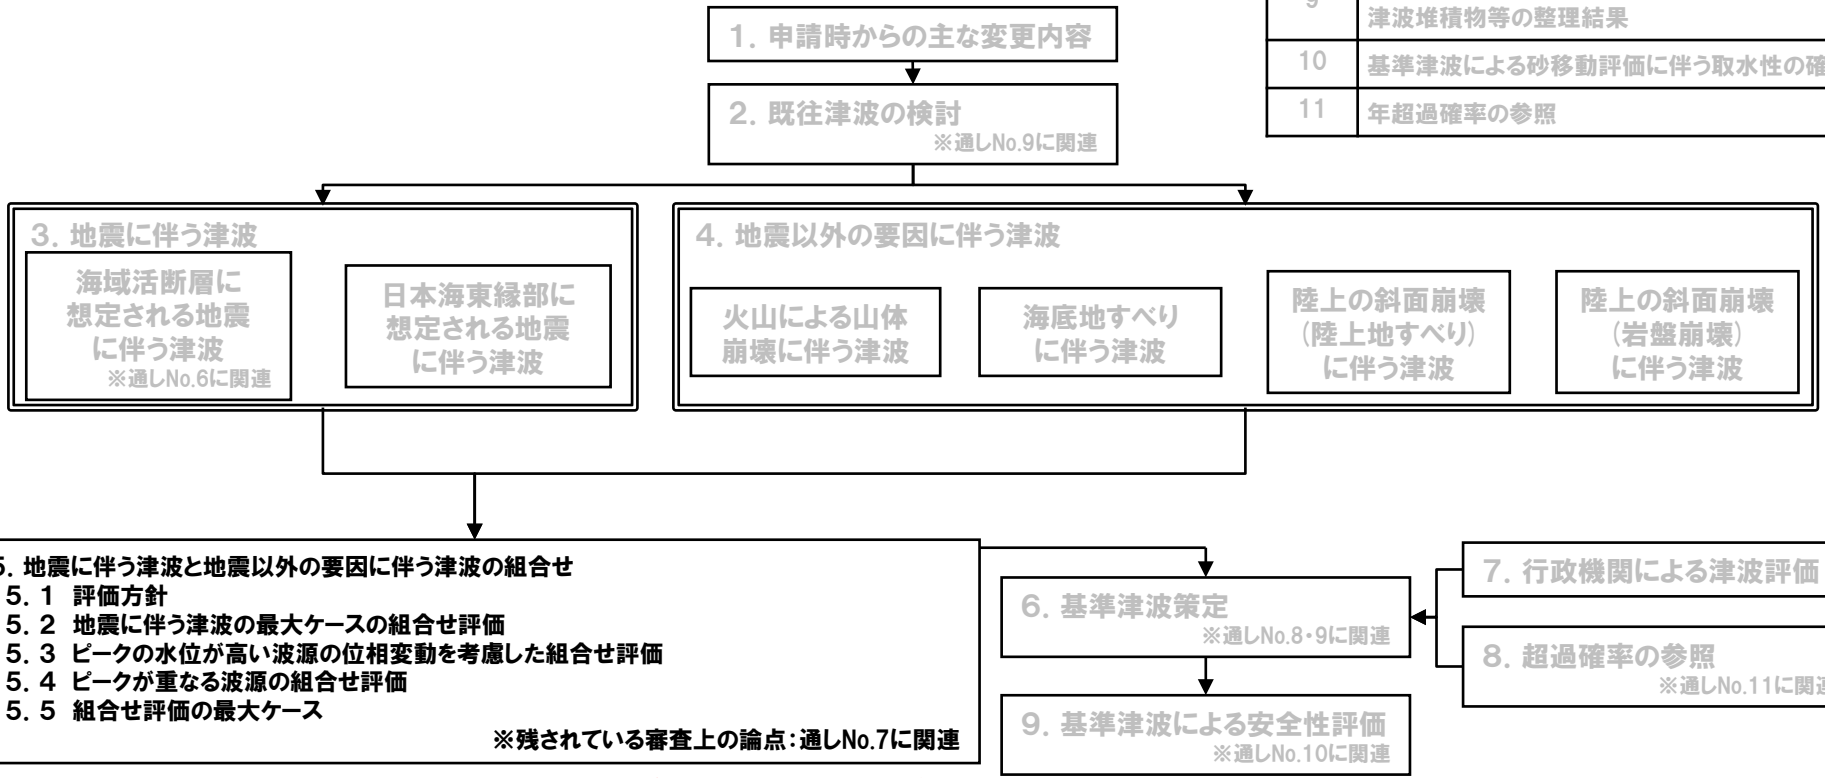 1．申請時からの主な変更内容
2．既往津波の検討
※通しNo.9に関連
9
津波堆積物等の整理結果
10
基準津波による砂移動評価に伴う取水性の確
11
年超過確率の参照
3．地震に伴う津波
海域活断層に
想定される地震
に伴う津波
※通しNo.6に関連
日本海東縁部に
想定される地震
に伴う津波
4．地震以外の要因に伴う津波
火山による山体
崩壊に伴う津波
海底地すべり
に伴う津波
陸上の斜面崩壊
（陸上地すべり）
に伴う津波
陸上の斜面崩壊
（岩盤崩壊）
に伴う津波
5．地震に伴う津波と地震以外の要因に伴う津波の組合せ
5．1 評価方針
5．2 地震に伴う津波の最大ケースの組合せ評価
5．3 ピークの水位が高い波源の位相変動を考慮した組合せ評価
5．4 ピークが重なる波源の組合せ評価
5．5 組合せ評価の最大ケース
※残されている審査上の論点：通しNo.7に関連
6．基準津波策定
※通しNo.8・9に関連
7．行政機関による津波評価
8．超過確率の参照
※通しNo.11に関連
9．基準津波による安全性評価
※通しNo.10に関連